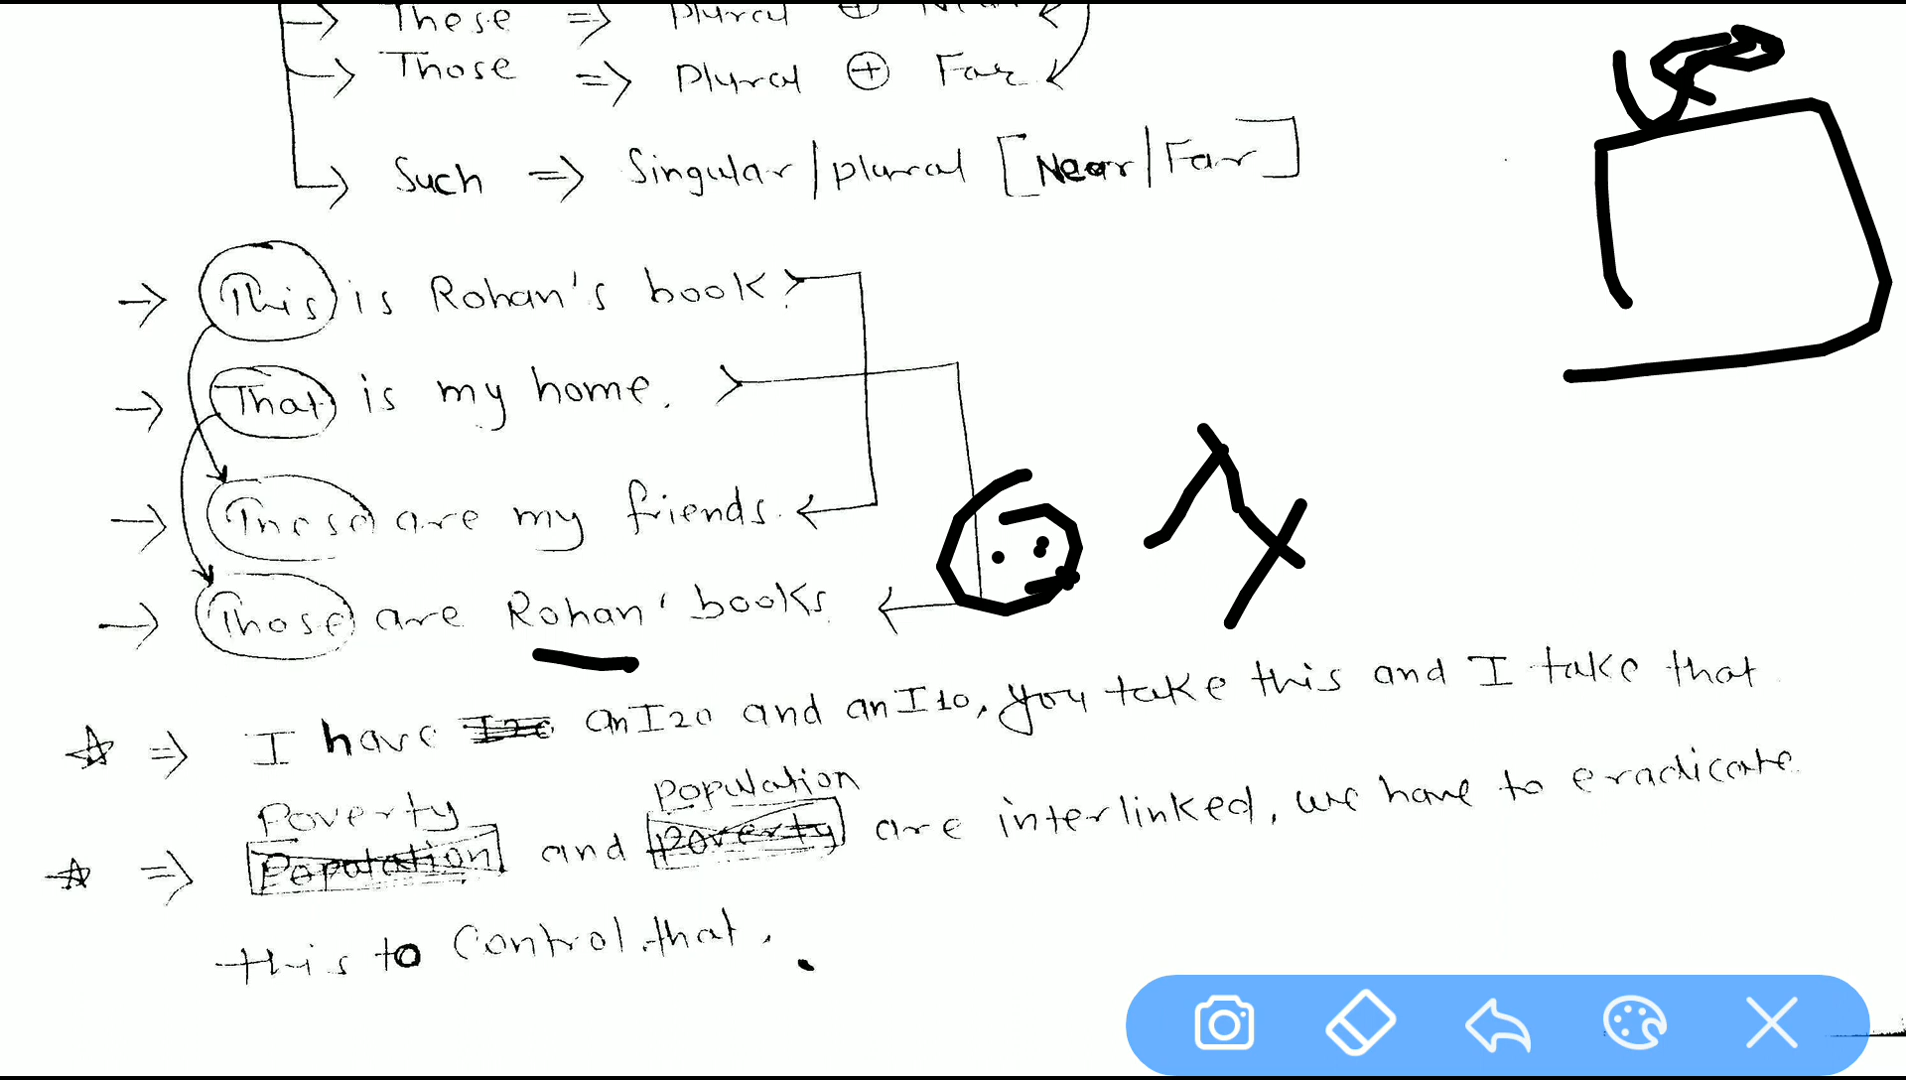 → These => Plural ⊕ Near
→ Those => Plural ⊕ Far
→ Such => Singular/plural [Near/Far]
→ This is Rohan's book
→ That is my home.
→ These are my friends.
→ Those are Rohan' books
☆ => I have an I20 and an I10, you take this and I take that
Poverty Population
☆ => Population and Poverty are interlinked, we have to eradicate
this to control that.